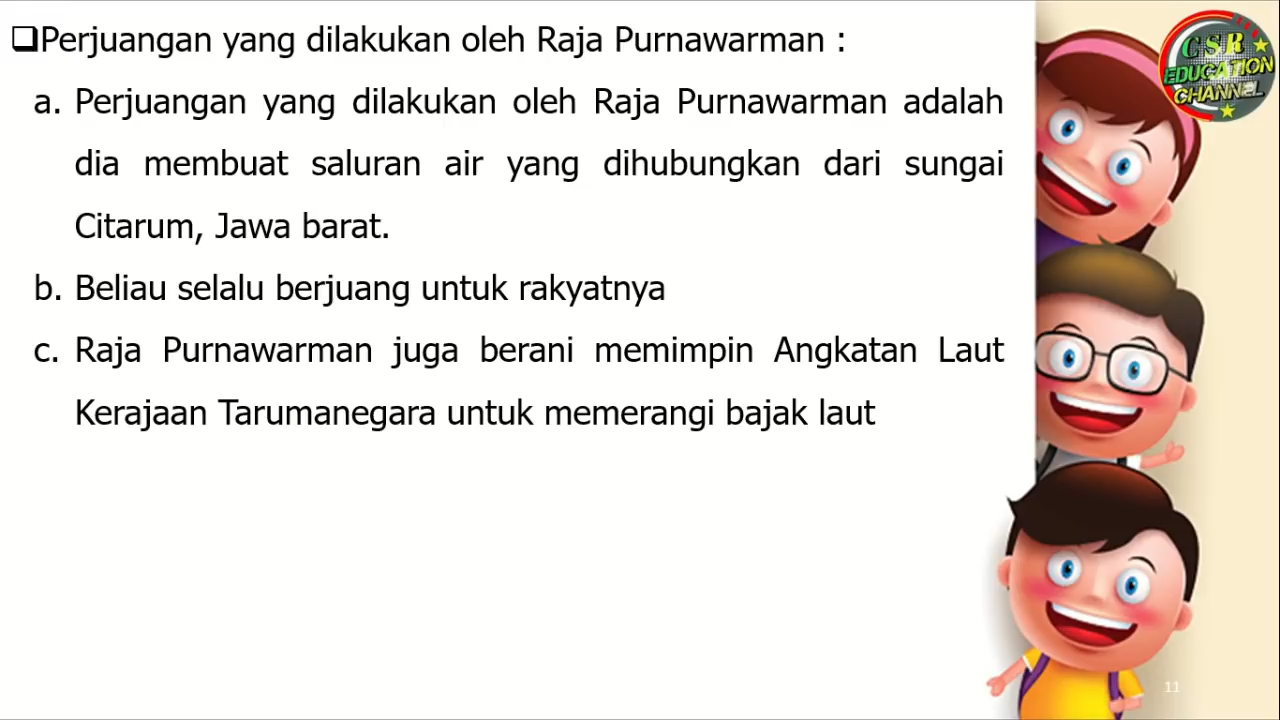 ❑Perjuangan yang dilakukan oleh Raja Purnawarman :
a. Perjuangan yang dilakukan oleh Raja Purnawarman adalah
dia membuat saluran air yang dihubungkan dari sungai
Citarum, Jawa barat.
b. Beliau selalu berjuang untuk rakyatnya
c. Raja Purnawarman juga berani memimpin Angkatan Laut
Kerajaan Tarumanegara untuk memerangi bajak laut
CSR
EDUCATION
CHANNEL
11